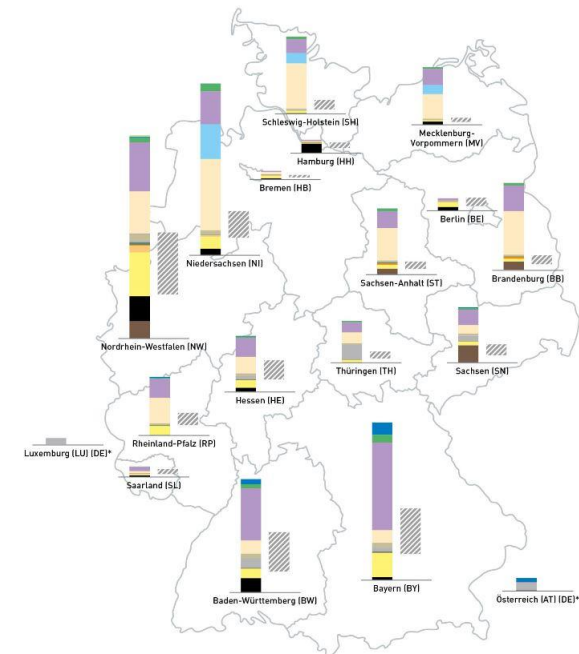 Schleswig-Holstein (SH)
Mecklenburg-
Vorpommern (MV)
Hamburg (HH)
Bremen (HB)
Berlin (BE)
Niedersachsen (NI)
Sachsen-Anhalt (ST)
Brandenburg (BB)
Nordrhein-Westfalen (NW)
Thüringen (TH)
Sachsen (SN)
Hessen (HE)
Rheinland-Pfalz (RP)
Luxemburg (LU) (DE)*
Saarland (SL)
Baden-Württemberg (BW)
Bayern (BY)
Österreich (AT) (DE)*